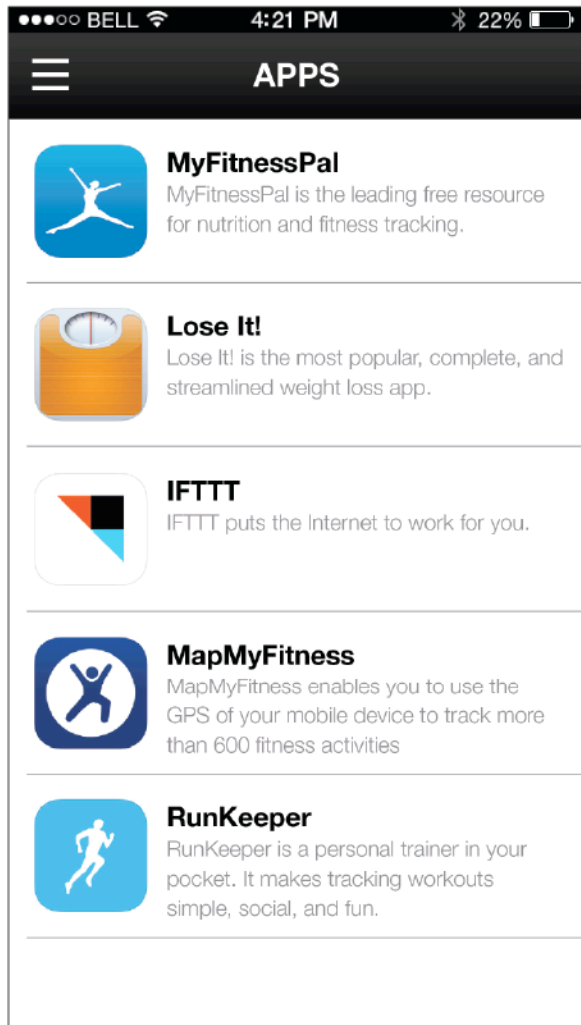 BELL 4:21 PM 22%
APPS
MyFitnessPal
MyFitnessPal is the leading free resource
for nutrition and fitness tracking.
Lose It!
Lose It! is the most popular, complete, and
streamlined weight loss app.
IFTTT
IFTTT puts the Internet to work for you.
MapMyFitness
MapMyFitness enables you to use the
GPS of your mobile device to track more
than 600 fitness activities
RunKeeper
RunKeeper is a personal trainer in your
pocket. It makes tracking workouts
simple, social, and fun.